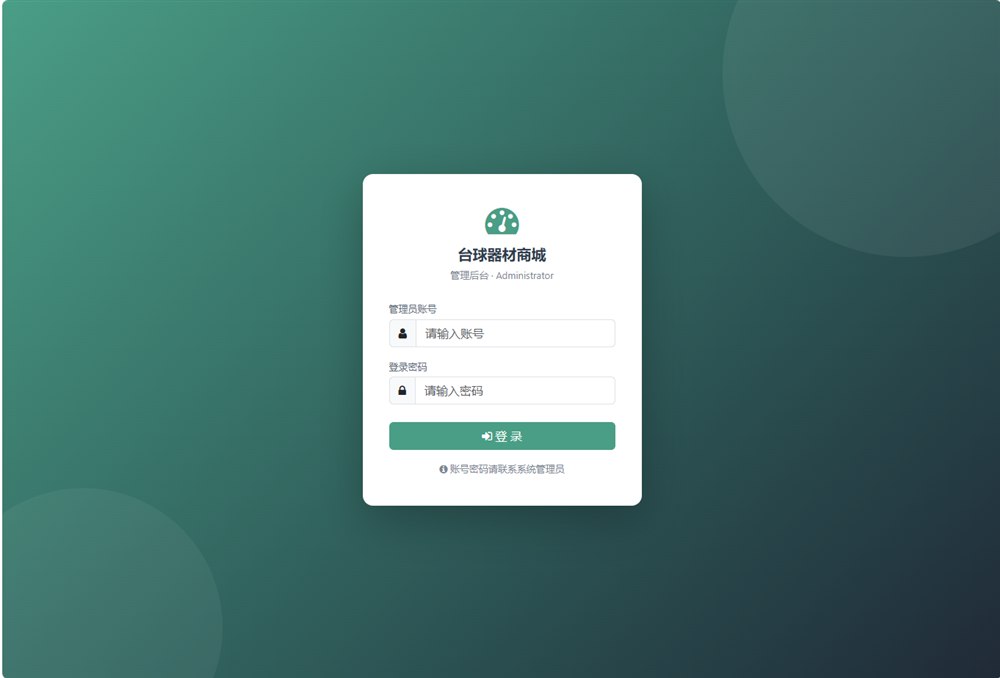 台球器材商城
管理后台 · Administrator
管理员账号
请输入账号
登录密码
请输入密码
登 录
账号密码请联系系统管理员